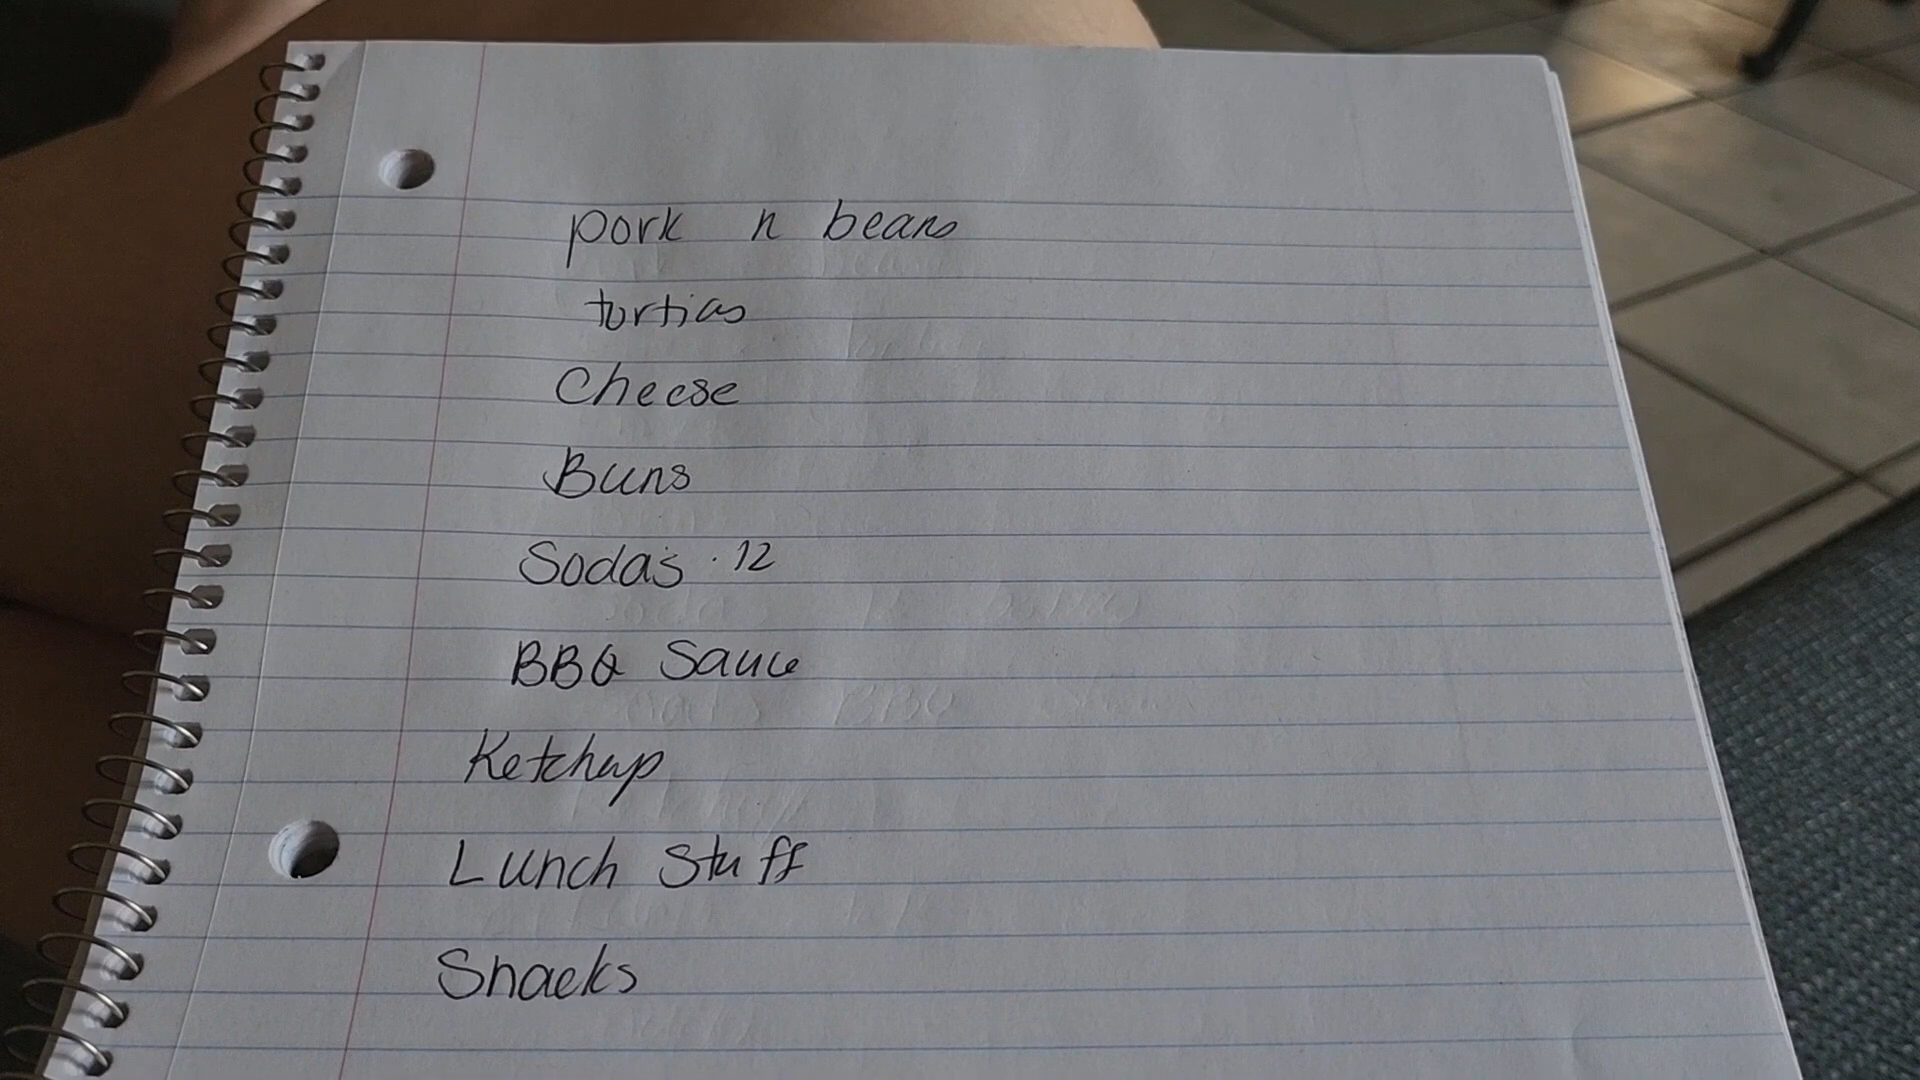 pork n beans
tortias
Cheese
Buns
Sodas . 12
BBQ Sauce
Ketchup
Lunch Stuff
Snacks